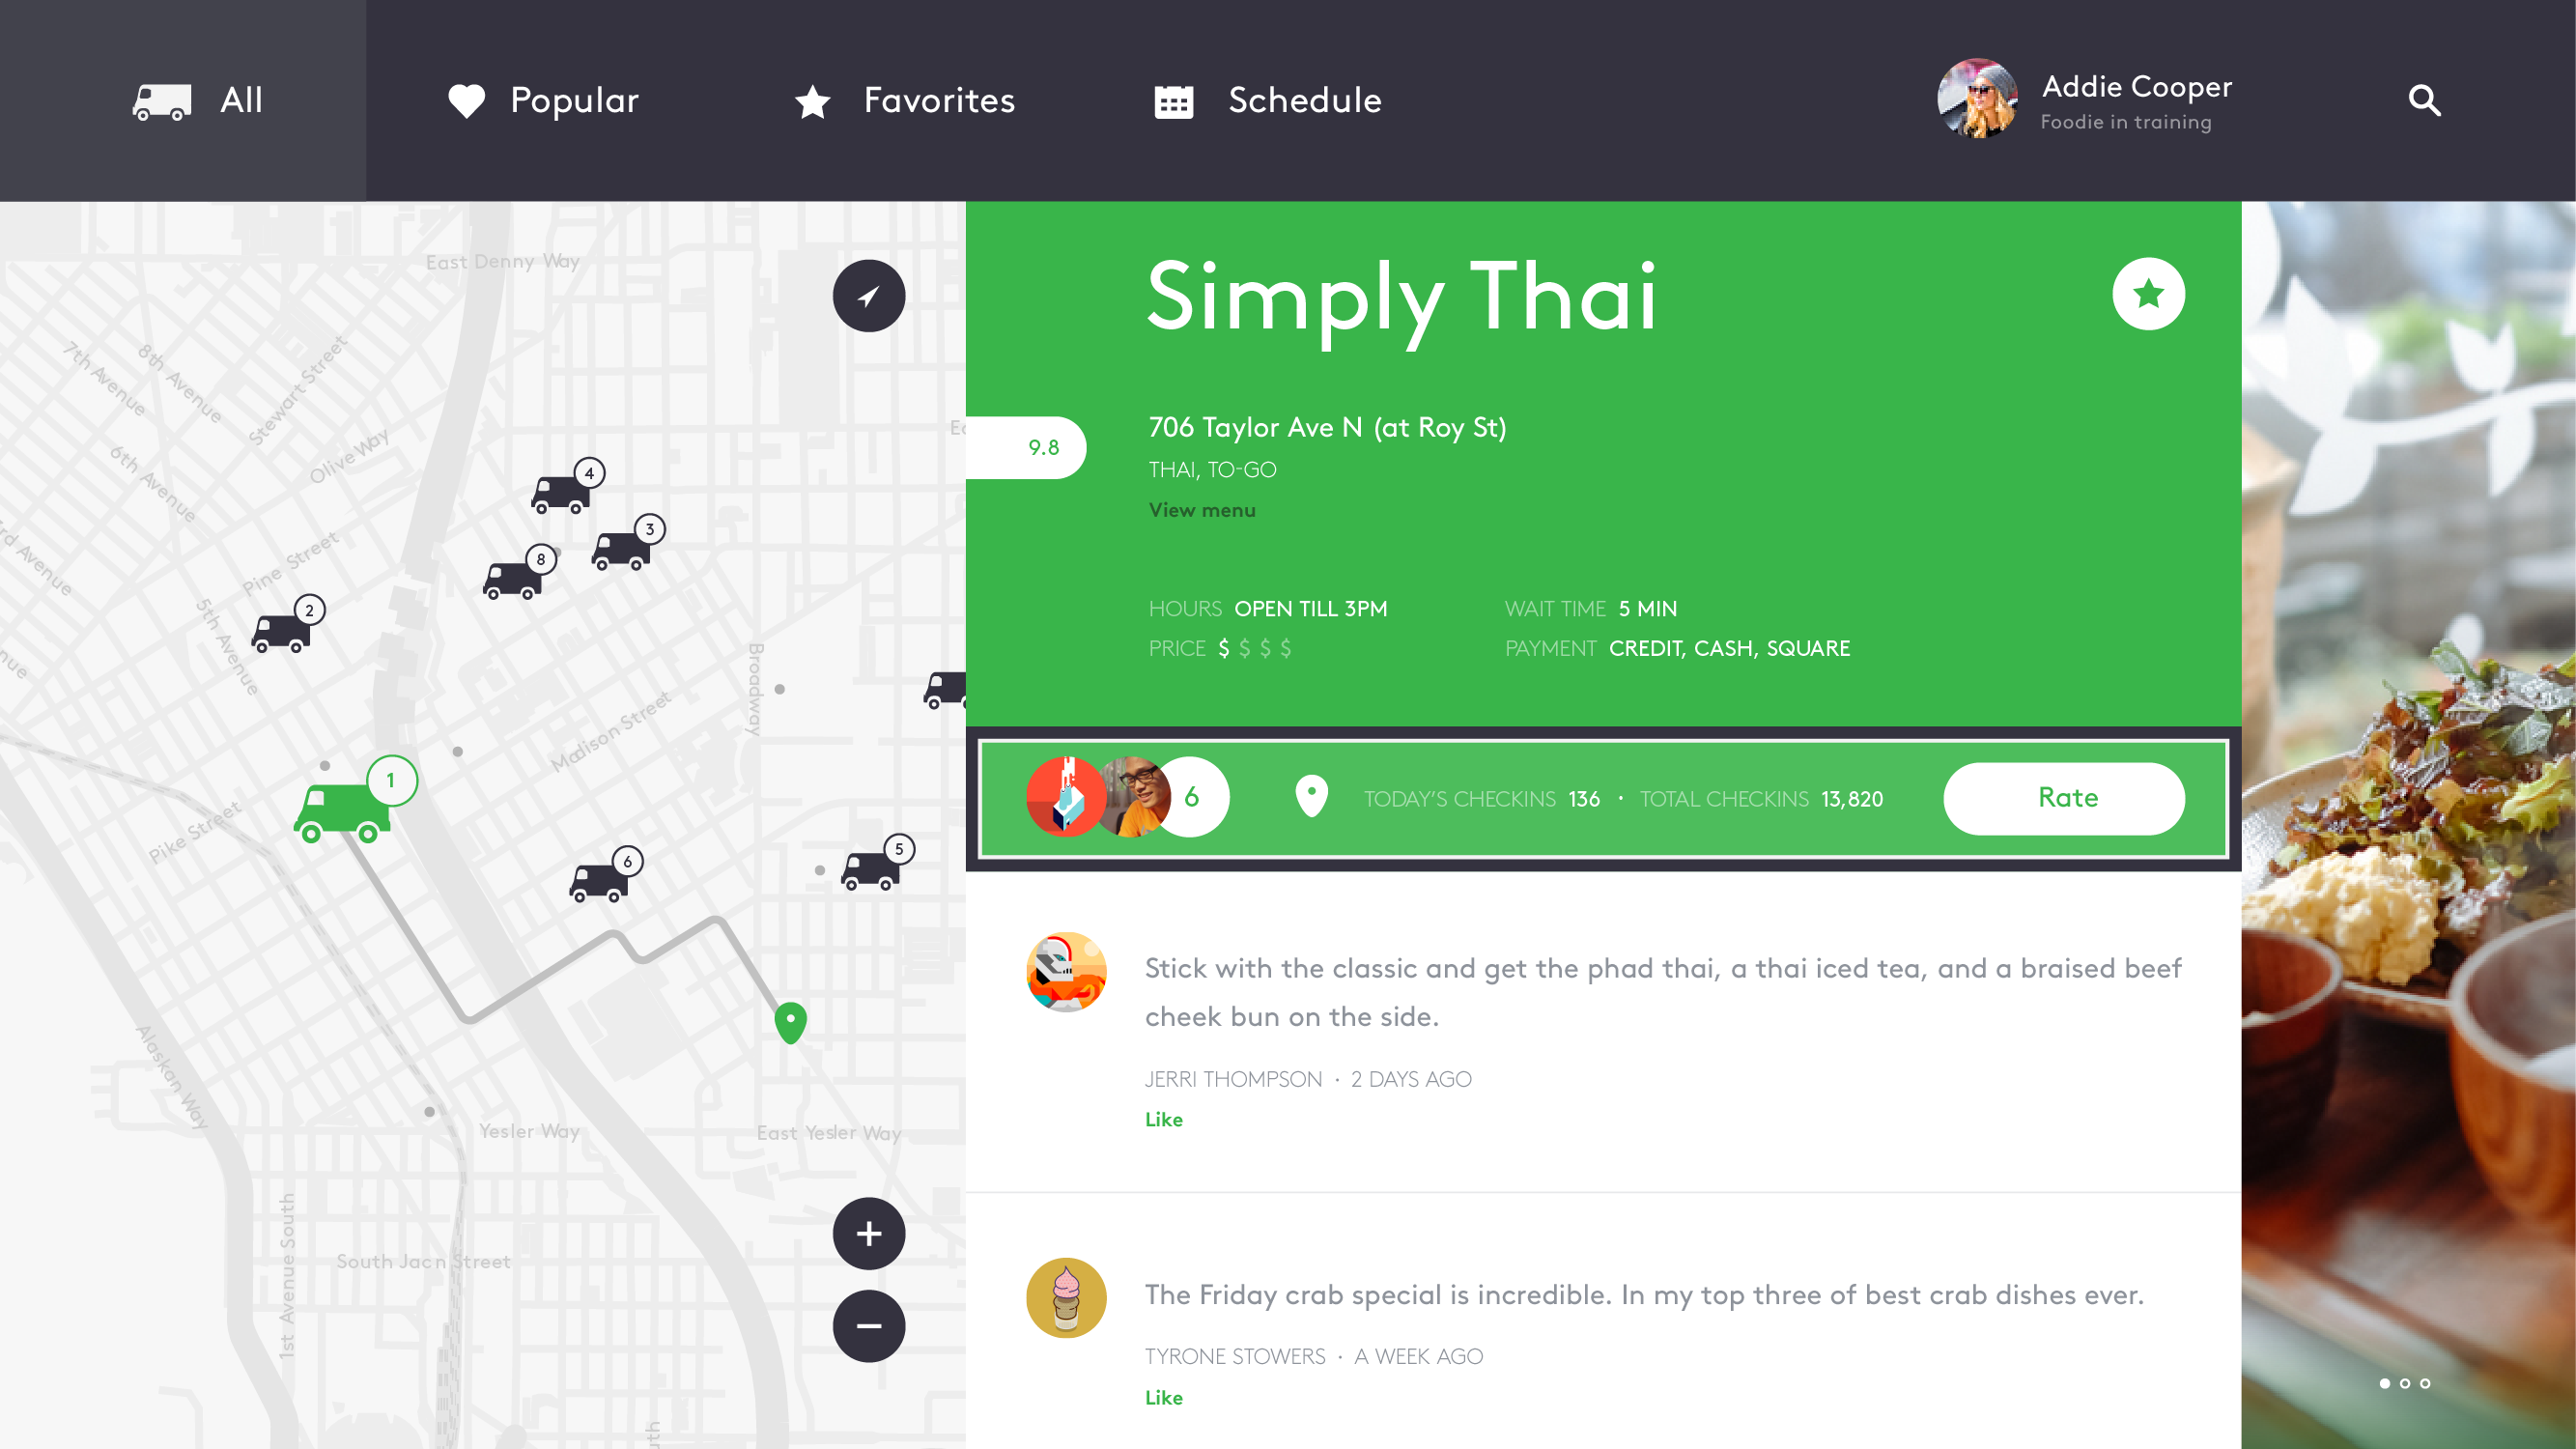 All
Popular
Favorites
Schedule
Addie Cooper
Foodie in training
East Denny Way
7th Avenue
8th Avenue
Stewart Street
6th Avenue
Olive Way
4
3
8
Pine Street
2
5th Avenue
Broadway
Madison Street
1
Pike Street
6
5
Alaskan Way
Yesler Way
East Yesler Way
1st Avenue South
South Jac n Street
+
−
Simply Thai
9.8
706 Taylor Ave N (at Roy St)
THAI, TO-GO
View menu
HOURS OPEN TILL 3PM
WAIT TIME 5 MIN
PRICE $ $ $ $
PAYMENT CREDIT, CASH, SQUARE
6
TODAY'S CHECKINS 136 · TOTAL CHECKINS 13,820
Rate
Stick with the classic and get the phad thai, a thai iced tea, and a braised beef
cheek bun on the side.
JERRI THOMPSON · 2 DAYS AGO
Like
The Friday crab special is incredible. In my top three of best crab dishes ever.
TYRONE STOWERS · A WEEK AGO
Like